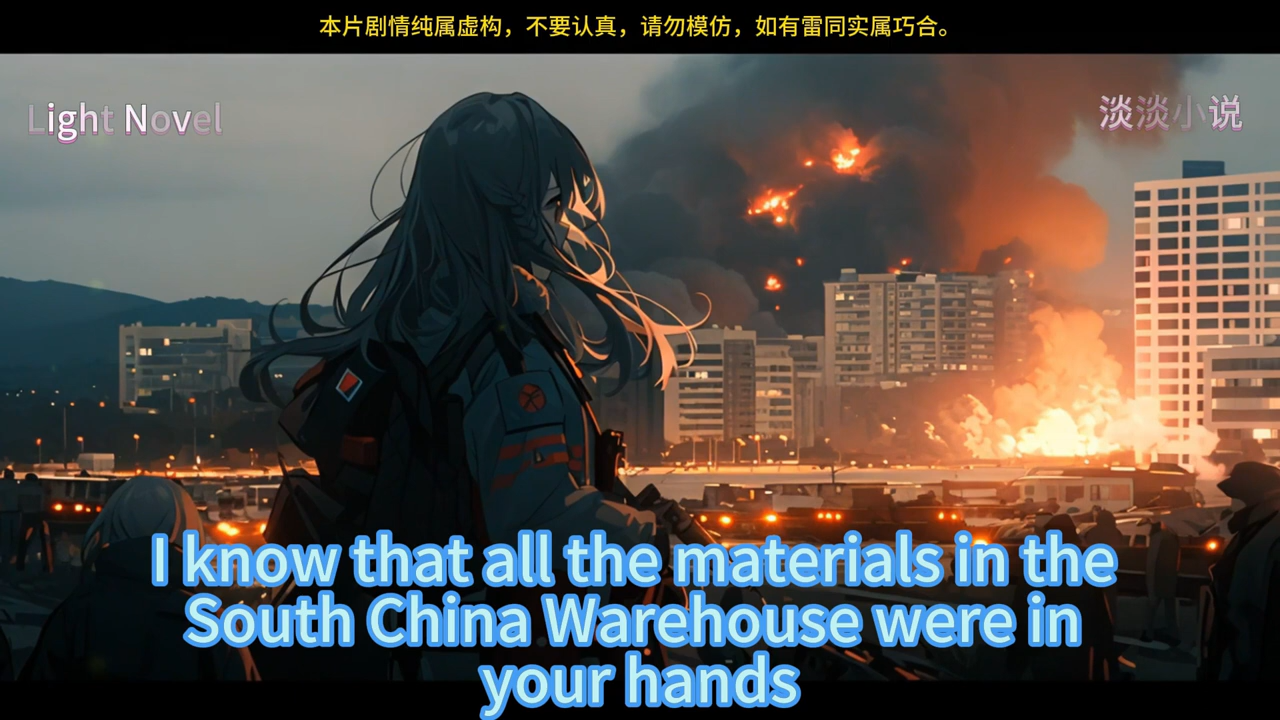 本片剧情纯属虚构，不要认真，请勿模仿，如有雷同实属巧合。
Light Novel
淡淡小说
I know that all the materials in the
South China Warehouse were in
your hands